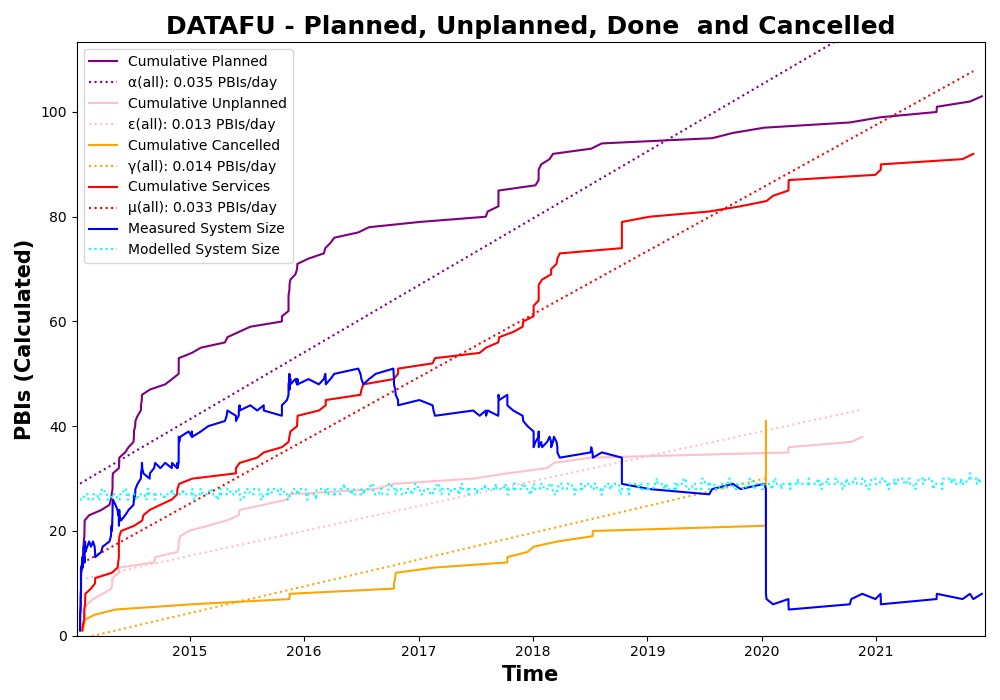 DATAFU - Planned, Unplanned, Done  and Cancelled
Cumulative Planned
α(all): 0.035 PBIs/day
Cumulative Unplanned
ε(all): 0.013 PBIs/day
Cumulative Cancelled
γ(all): 0.014 PBIs/day
Cumulative Services
μ(all): 0.033 PBIs/day
Measured System Size
Modelled System Size
PBIs (Calculated)
100
80
60
40
20
0
2015 2016 2017 2018 2019 2020 2021
Time